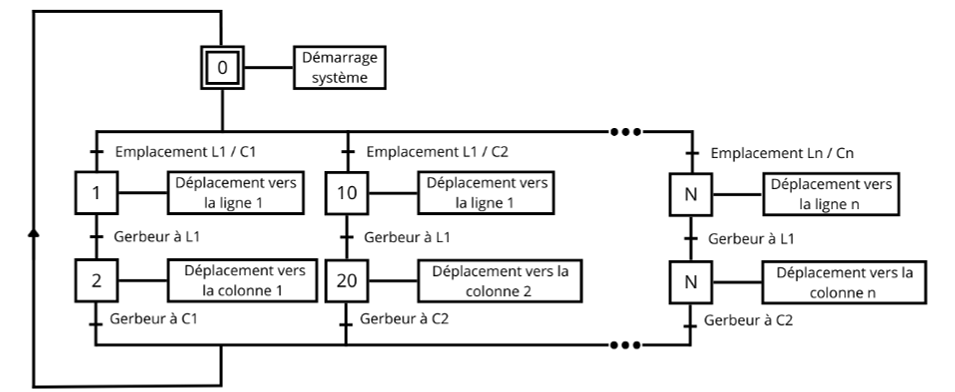 0
Démarrage
système
Emplacement L1 / C1
Emplacement L1 / C2
Emplacement Ln / Cn
1
Déplacement vers
la ligne 1
10
Déplacement vers
la ligne 1
N
Déplacement vers
la ligne n
Gerbeur à L1
Gerbeur à L1
Gerbeur à L1
2
Déplacement vers
la colonne 1
20
Déplacement vers la
colonne 2
N
Déplacement vers la
colonne n
Gerbeur à C1
Gerbeur à C2
Gerbeur à C2